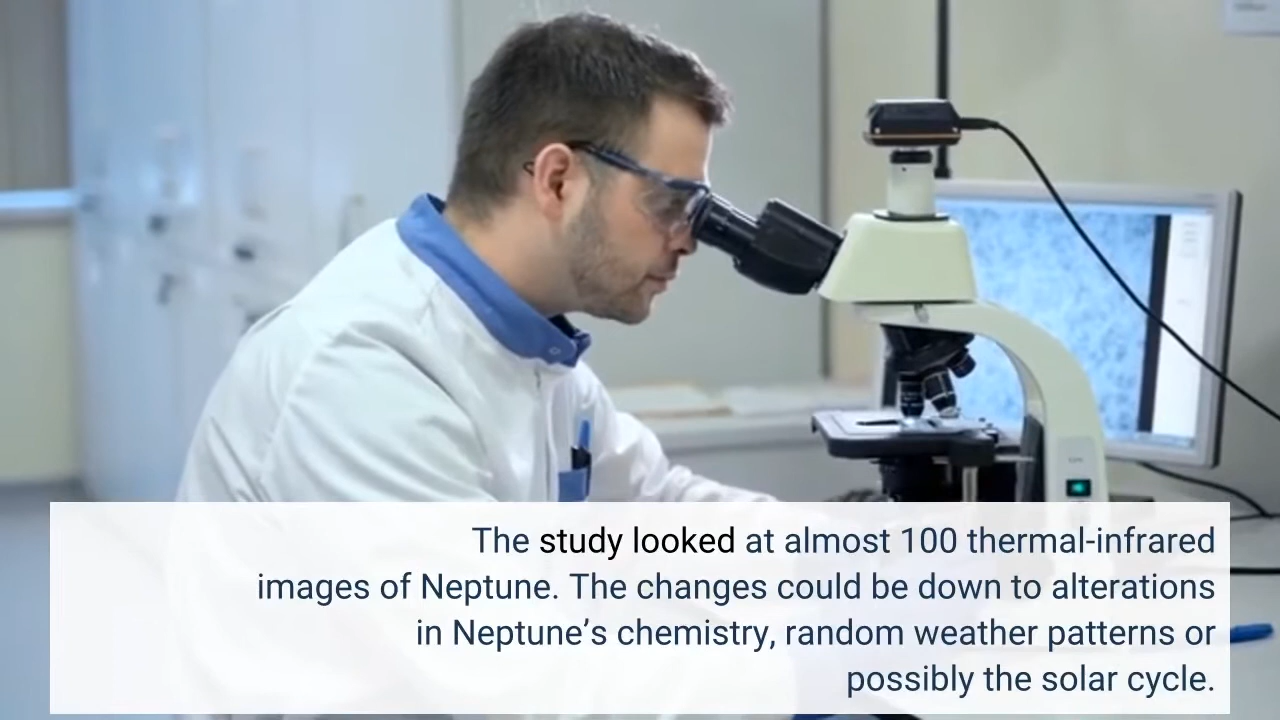 The study looked at almost 100 thermal-infrared
images of Neptune. The changes could be down to alterations
in Neptune’s chemistry, random weather patterns or
possibly the solar cycle.